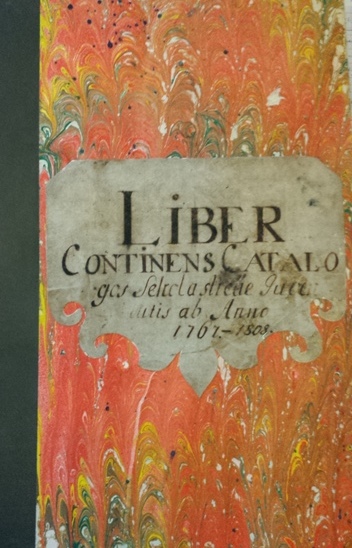 LiBER
CONTiNENS CATALO
gos Scholasticae Juven
tutis ab Anno
1767–1808.